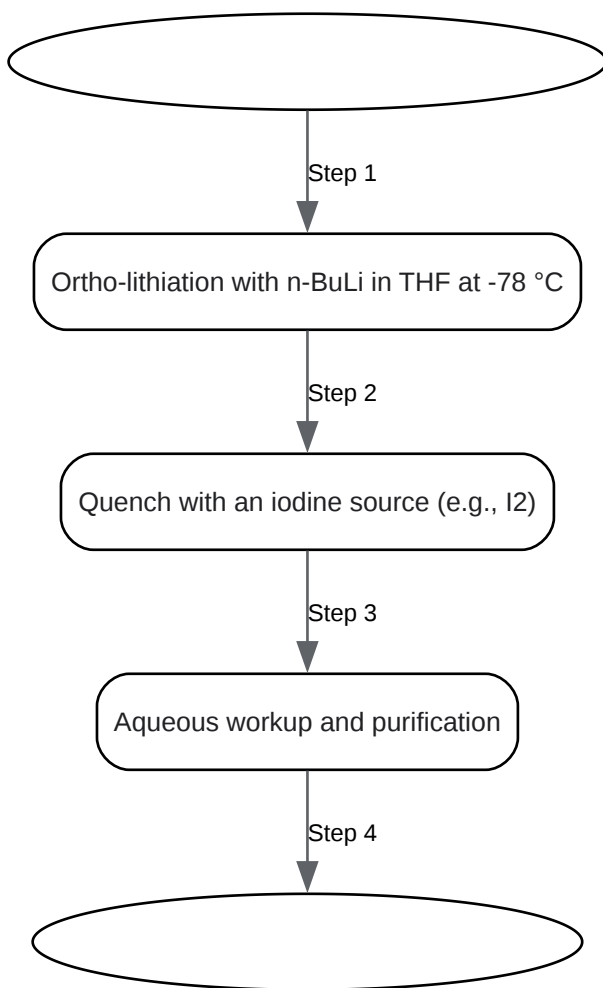 Step 1
Ortho-lithiation with n-BuLi in THF at -78 °C
Step 2
Quench with an iodine source (e.g., I2)
Step 3
Aqueous workup and purification
Step 4